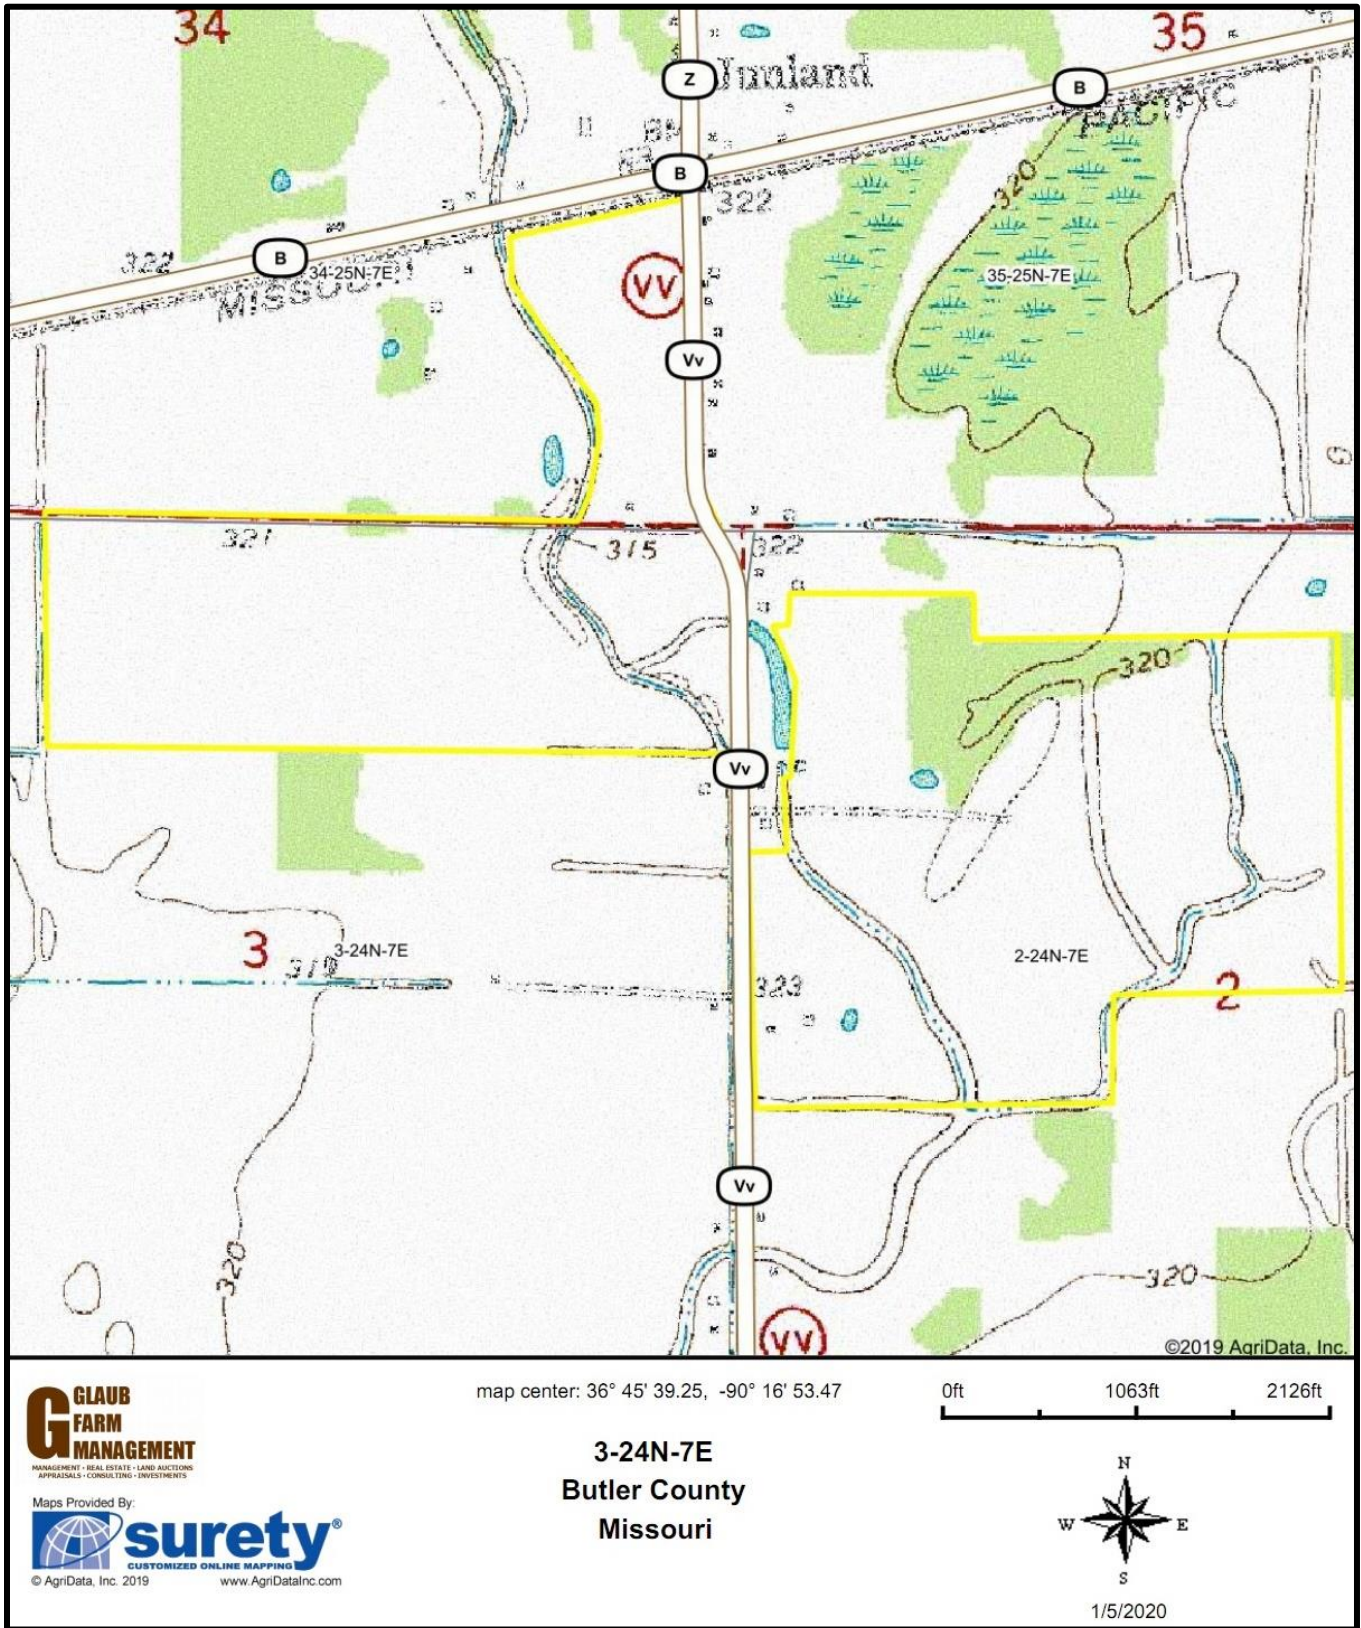 34
35
Z
B
B
322
322
B
34-25N-7E
VV
35-25N-7E
320
Vv
321
315
322
320
Vv
3
3-24N-7E
2-24N-7E
323
2
Vv
320
320
VV
©2019 AgriData, Inc.
GLAUB
FARM
MANAGEMENT
MANAGEMENT • REAL ESTATE • LAND AUCTIONS
APPRAISALS • CONSULTING • INVESTMENTS
Maps Provided By:
surety®
CUSTOMIZED ONLINE MAPPING
© AgriData, Inc. 2019 www.AgriDataInc.com
map center: 36° 45' 39.25, -90° 16' 53.47
3-24N-7E
Butler County
Missouri
0ft 1063ft 2126ft
N
W E
S
1/5/2020